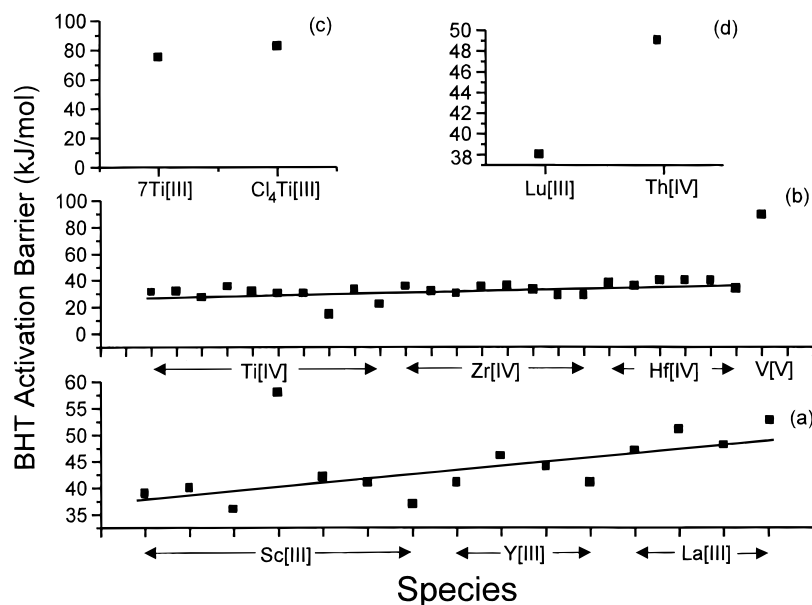 BHT Activation Barrier (kJ/mol)
(c)
100
80
60
40
20
0
7Ti[III] Cl₄Ti[III]
(d)
50
48
46
44
42
40
38
Lu[III] Th[IV]
(b)
100
80
60
40
20
0
Ti[IV] Zr[IV] Hf[IV] V[V]
(a)
60
55
50
45
40
35
Sc[III] Y[III] La[III]
Species